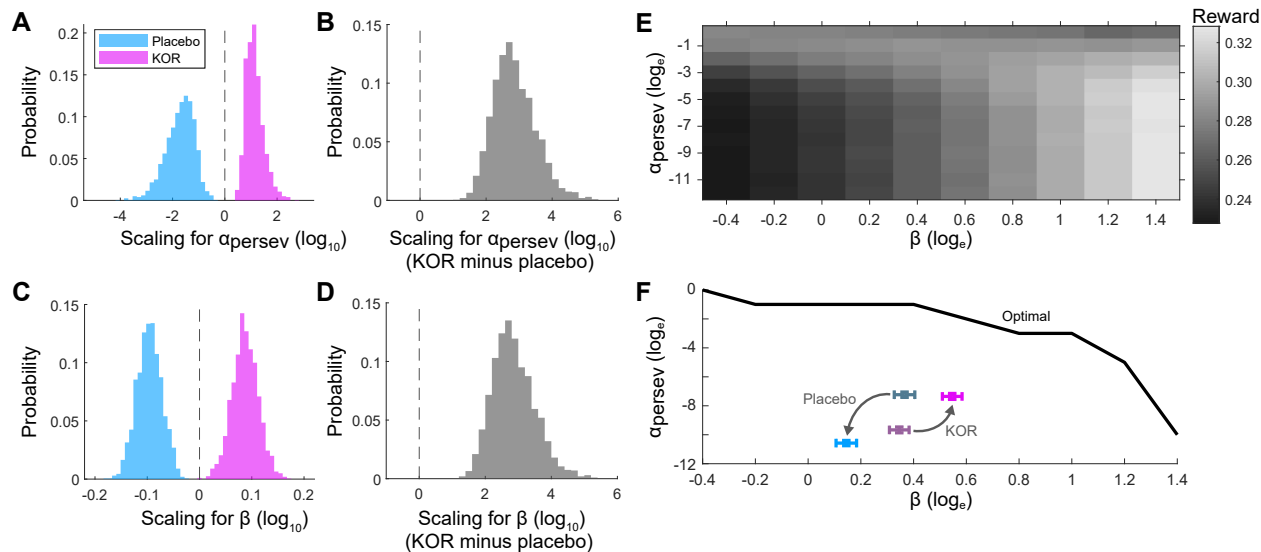 A
0.2
0.15
0.1
0.05
0
Probability
Placebo
KOR
-4
-2
0
2
Scaling for αpersev (log10)
B
0.15
0.1
0.05
0
Probability
0
2
4
6
Scaling for αpersev (log10)
(KOR minus placebo)
E
-1
-3
-5
-7
-9
-11
αpersev (loge)
-0.4
-0.2
0
0.2
0.4
0.6
0.8
1.0
1.2
1.4
β (loge)
Reward
0.32
0.30
0.28
0.26
0.24
C
0.15
0.1
0.05
0
Probability
-0.2
-0.1
0
0.1
0.2
Scaling for β (log10)
D
0.15
0.1
0.05
0
Probability
0
2
4
6
Scaling for β (log10)
(KOR minus placebo)
F
0
-4
-8
-12
αpersev (loge)
Optimal
Placebo
KOR
-0.4
-0.2
0
0.2
0.4
0.6
0.8
1
1.2
1.4
β (loge)